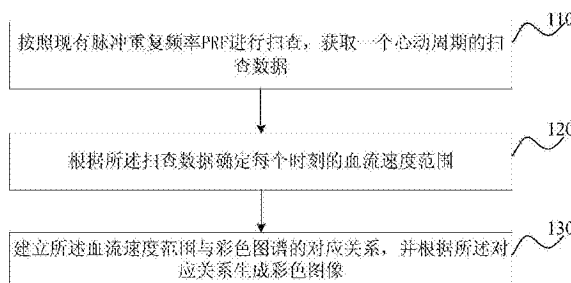 110
按照现有脉冲重复频率PRF进行扫查，获取一个心动周期的扫
查数据
120
根据所述扫查数据确定每个时刻的血流速度范围
130
建立所述血流速度范围与彩色图谱的对应关系，并根据所述对
应关系生成彩色图像